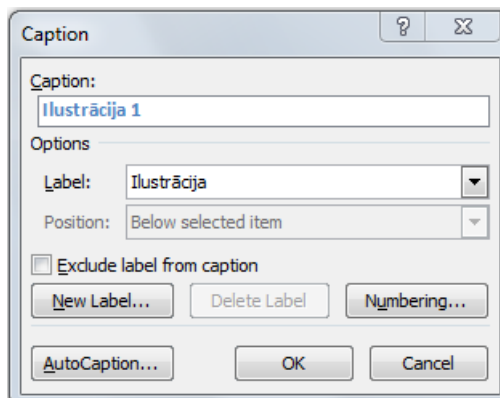 Caption
Caption:
Ilustrācija 1
Options
Label: Ilustrācija
Position: Below selected item
Exclude label from caption
New Label... Delete Label Numbering...
AutoCaption... OK Cancel